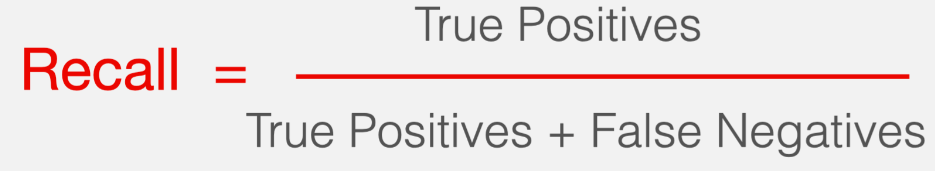 True Positives
Recall =
True Positives + False Negatives